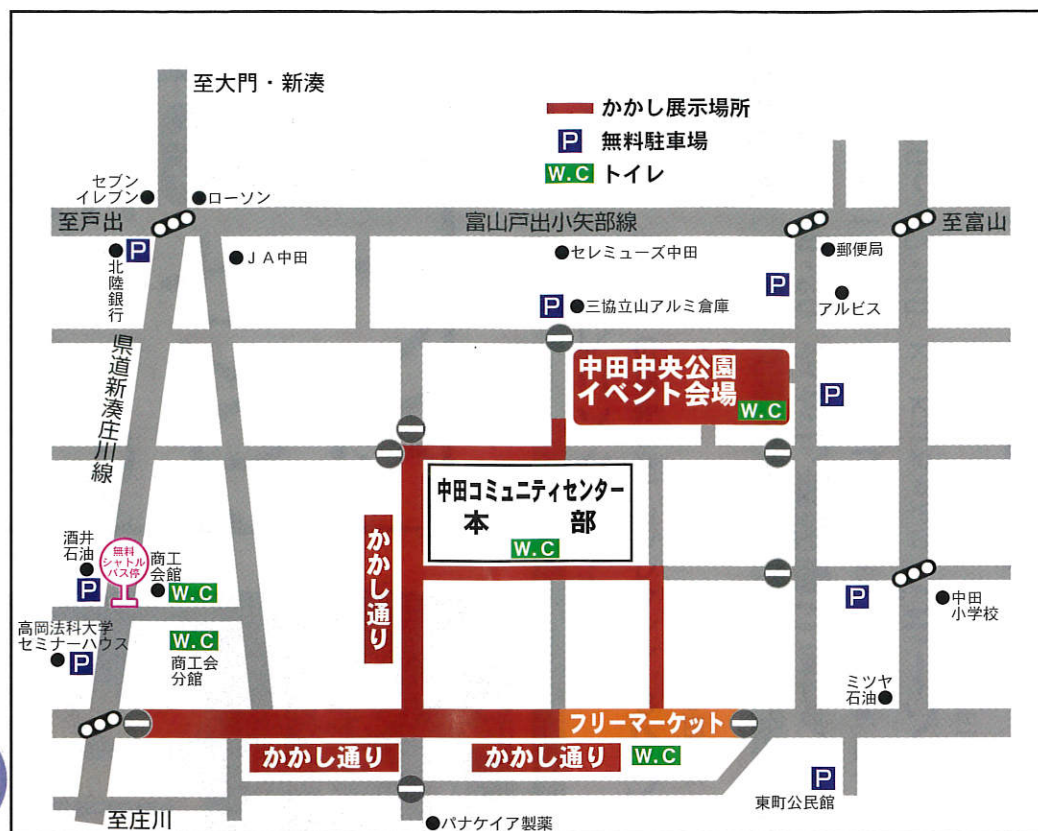 至大門・新湊
かかし展示場所
P 無料駐車場
W.C トイレ
セブン
イレブン
ローソン
至戸出
富山戸出小矢部線
至富山
P
北陸銀行
ＪＡ中田
セレミューズ中田
郵便局
P
P
三協立山アルミ倉庫
アルビス
県道新湊庄川線
中田中央公園
イベント会場
W.C
P
中田コミュニティセンター
本 部
W.C
かかし通り
酒井
石油
無料
シャトル
バス停
商工
会館
P
W.C
P
中田
小学校
高岡法科大学
セミナーハウス
P
W.C
商工会
分館
ミツヤ
石油
フリーマーケット
かかし通り
かかし通り
W.C
P
東町公民館
至庄川
パナケイア製薬